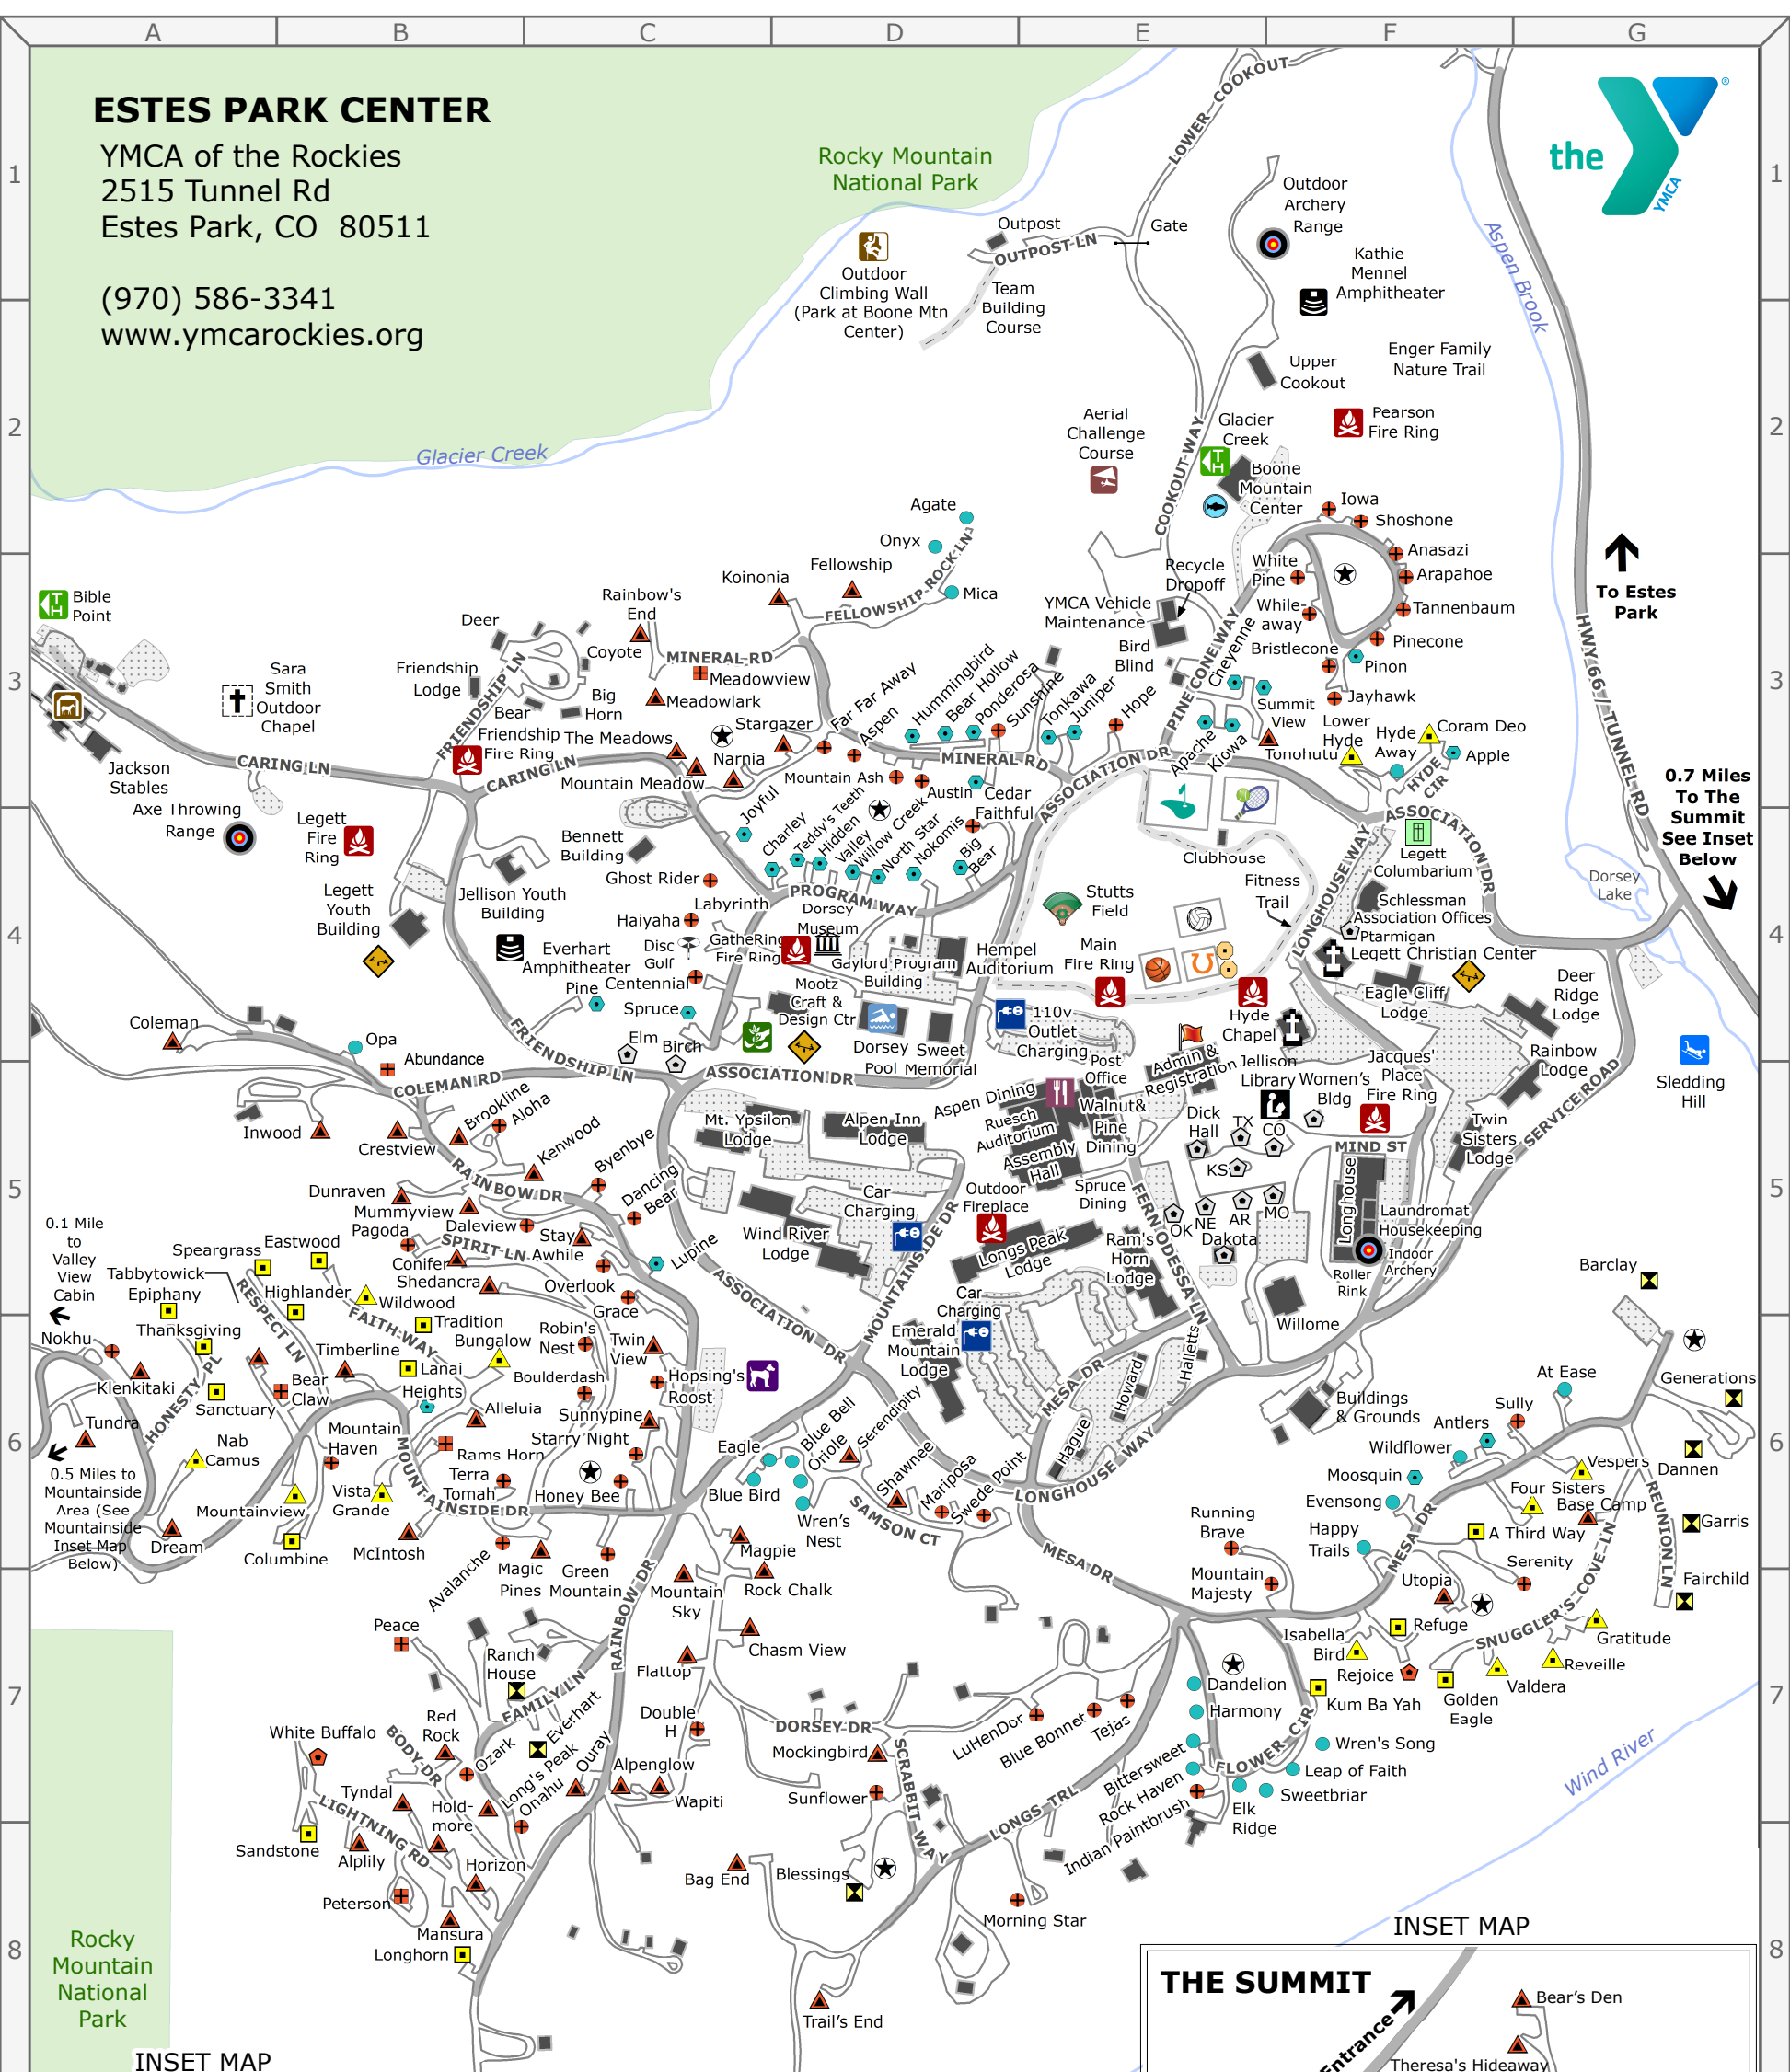 A B C D E F G
ESTES PARK CENTER
YMCA of the Rockies
2515 Tunnel Rd
Estes Park, CO 80511
(970) 586-3341
www.ymcarockies.org
the
YMCA
®
1
1
Rocky Mountain
National Park
LOWER COOKOUT
Outdoor
Archery
Range
Outpost
OUTPOST LN
Gate
Aspen Brook
Kathie
Mennel
Amphitheater
Outdoor
Climbing Wall
(Park at Boone Mtn
Center)
Team
Building
Course
Upper
Cookout
Enger Family
Nature Trail
2
2
Glacier Creek
Aerial
Challenge
Course
COOKOUT WAY
Glacier
Creek
Pearson
Fire Ring
Boone
Mountain
Center
Agate
Onyx
Iowa
Shoshone
Anasazi
Arapahoe
Tannenbaum
Pinecone
Pinon
Jayhawk
White
Pine
While-
away
Bristlecone
To Estes
Park
Bible
Point
Koinonia
Fellowship
FELLOWSHIP ROCK LN
Mica
Recycle
Dropoff
YMCA Vehicle
Maintenance
Bird
Blind
PINE CONE WAY
Cheyenne
HWY 66 / TUNNEL RD
3
3
Rainbow's
End
Deer
Coyote
MINERAL RD
Meadowview
Meadowlark
Friendship
Lodge
FRIENDSHIP LN
Big
Horn
Bear
Sara
Smith
Outdoor
Chapel
Friendship
Fire Ring
The Meadows
Stargazer
Narnia
Mountain Meadow
Far Far Away
Aspen
Hummingbird
Bear Hollow
Ponderosa
Sunshine
Tonkawa
Juniper
Hope
Summit
View
Lower
Hyde
Hyde
Away
Coram Deo
Apple
HYDE
CIR
Tonohutu
Apache
Kiowa
Jackson
Stables
CARING LN
CARING LN
MINERAL RD
ASSOCIATION DR
Mountain Ash
Austin
Cedar
Faithful
0.7 Miles
To The
Summit
See Inset
Below
Axe Throwing
Range
Legett
Fire
Ring
Legett
Youth
Building
Bennett
Building
Jellison Youth
Building
Joyful
Charley
Teddy's Teeth
Hidden
Valley
Willow Creek
North Star
Nokomis
Big
Bear
Ghost Rider
Labyrinth
Haiyaha
PROGRAM WAY
Clubhouse
Fitness
Trail
LONGHOUSE WAY
ASSOCIATION DR
Legett
Columbarium
Dorsey
Lake
Schlessman
Association Offices
Ptarmigan
Legett Christian Center
4
4
Everhart
Amphitheater
Disc
Golf
GatheRing
Fire Ring
Dorsey
Museum
Gaylord Program
Building
Hempel
Auditorium
Stutts
Field
Main
Fire Ring
Centennial
Pine
Spruce
Mootz
Craft &
Design Ctr
Eagle Cliff
Lodge
Deer
Ridge
Lodge
Hyde
Chapel
Coleman
Opa
Abundance
Elm
Birch
Dorsey
Pool
Sweet
Memorial
110v
Outlet
Charging
Post
Office
Admin &
Registration
Jellison
Library
Women's
Bldg
Jacques'
Place
Fire Ring
Rainbow
Lodge
Sledding
Hill
COLEMAN RD
FRIENDSHIP LN
ASSOCIATION DR
SERVICE ROAD
Inwood
Crestview
Brookline
Aloha
Kenwood
Byenbye
Mt. Ypsilon
Lodge
Alpen Inn
Lodge
Aspen Dining
Ruesch
Auditorium
Assembly
Hall
Walnut&
Pine
Dining
Spruce
Dining
Dick
Hall
TX
CO
KS
OK
NE
AR
MO
Dakota
MIND ST
Twin
Sisters
Lodge
5
5
RAINBOW DR
Dancing
Bear
Dunraven
Mummyview
Pagoda
Daleview
Stay
Awhile
SPIRIT LN
Conifer
Shedancra
Overlook
Grace
Lupine
Car
Charging
Wind River
Lodge
MOUNTAINSIDE DR
Outdoor
Fireplace
Longs Peak
Lodge
Ram's
Horn
Lodge
FERNODESSA LN
Longhouse
Laundromat
Housekeeping
Indoor
Archery
Roller
Rink
Willome
Barclay
0.1 Mile
to
Valley
View
Cabin
Speargrass
Eastwood
Tabbytowick
Epiphany
Highlander
Wildwood
Tradition
Thanksgiving
RESPECT LN
FAITH WAY
Bungalow
Robin's
Nest
Twin
View
ASSOCIATION DR
Car
Charging
Emerald
Mountain
Lodge
Nokhu
Klenkitaki
HONESTY PL
Timberline
Lanai
Heights
Boulderdash
Hopsing's
Roost
MESA DR
Howard
Halletts
Hague
Buildings
& Grounds
At Ease
Generations
Sully
Antlers
Wildflower
Moosquin
Sanctuary
Bear
Claw
Alleluia
Sunnypine
6
6
Tundra
Nab
Camus
Mountain
Haven
Rams Horn
Starry Night
Terra
Tomah
Honey Bee
Eagle
Blue Bird
Blue Bell
Oriole
Serendipity
Wren's
Nest
Shawnee
Mariposa
Swede Point
LONGHOUSE WAY
Vespers
Dannen
Four Sisters
Base Camp
Evensong
A Third Way
Garris
0.5 Miles to
Mountainside
Area (See
Mountainside
Inset Map
Below)
Mountainview
Vista
Grande
MOUNTAINSIDE DR
Dream
Columbine
McIntosh
Avalanche
Magic
Pines
Green
Mountain
Magpie
Rock Chalk
SAMSON CT
MESA DR
Running
Brave
Mountain
Majesty
Happy
Trails
MESA DR
Serenity
Utopia
SNUGGLER'S COVE LN
REUNION LN
Fairchild
Mountain
Sky
RAINBOW DR
Chasm View
Flattop
Peace
Ranch
House
FAMILY LN
Isabella
Bird
Refuge
Rejoice
Gratitude
Reveille
Valdera
Golden
Eagle
Kum Ba Yah
7
7
Dandelion
Harmony
Double
H
DORSEY DR
LuHenDor
Blue Bonnet
Tejas
White Buffalo
Red
Rock
BODY DR
Ozark
Everhart
Long's Peak
Onahu
Ouray
Alpenglow
Wapiti
Mockingbird
Sunflower
SCRABBIT WAY
Bittersweet
Rock Haven
Indian Paintbrush
FLOWER CIR
Wren's Song
Leap of Faith
Sweetbriar
Elk
Ridge
Wind River
Tyndal
Hold-
more
LIGHTNING RD
Sandstone
Alplily
Horizon
Peterson
Mansura
Longhorn
Bag End
Blessings
LONGS TRL
Morning Star
Trail's End
8
8
Rocky
Mountain
National
Park
INSET MAP
INSET MAP
THE SUMMIT
Entrance
Bear's Den
Theresa's Hideaway